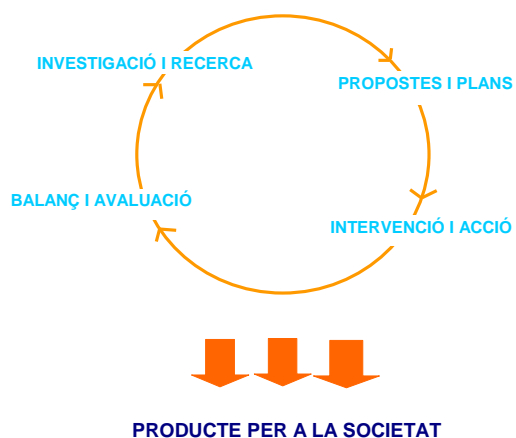 INVESTIGACIÓ I RECERCA
PROPOSTES I PLANS
BALANÇ I AVALUACIÓ
INTERVENCIÓ I ACCIÓ
PRODUCTE PER A LA SOCIETAT